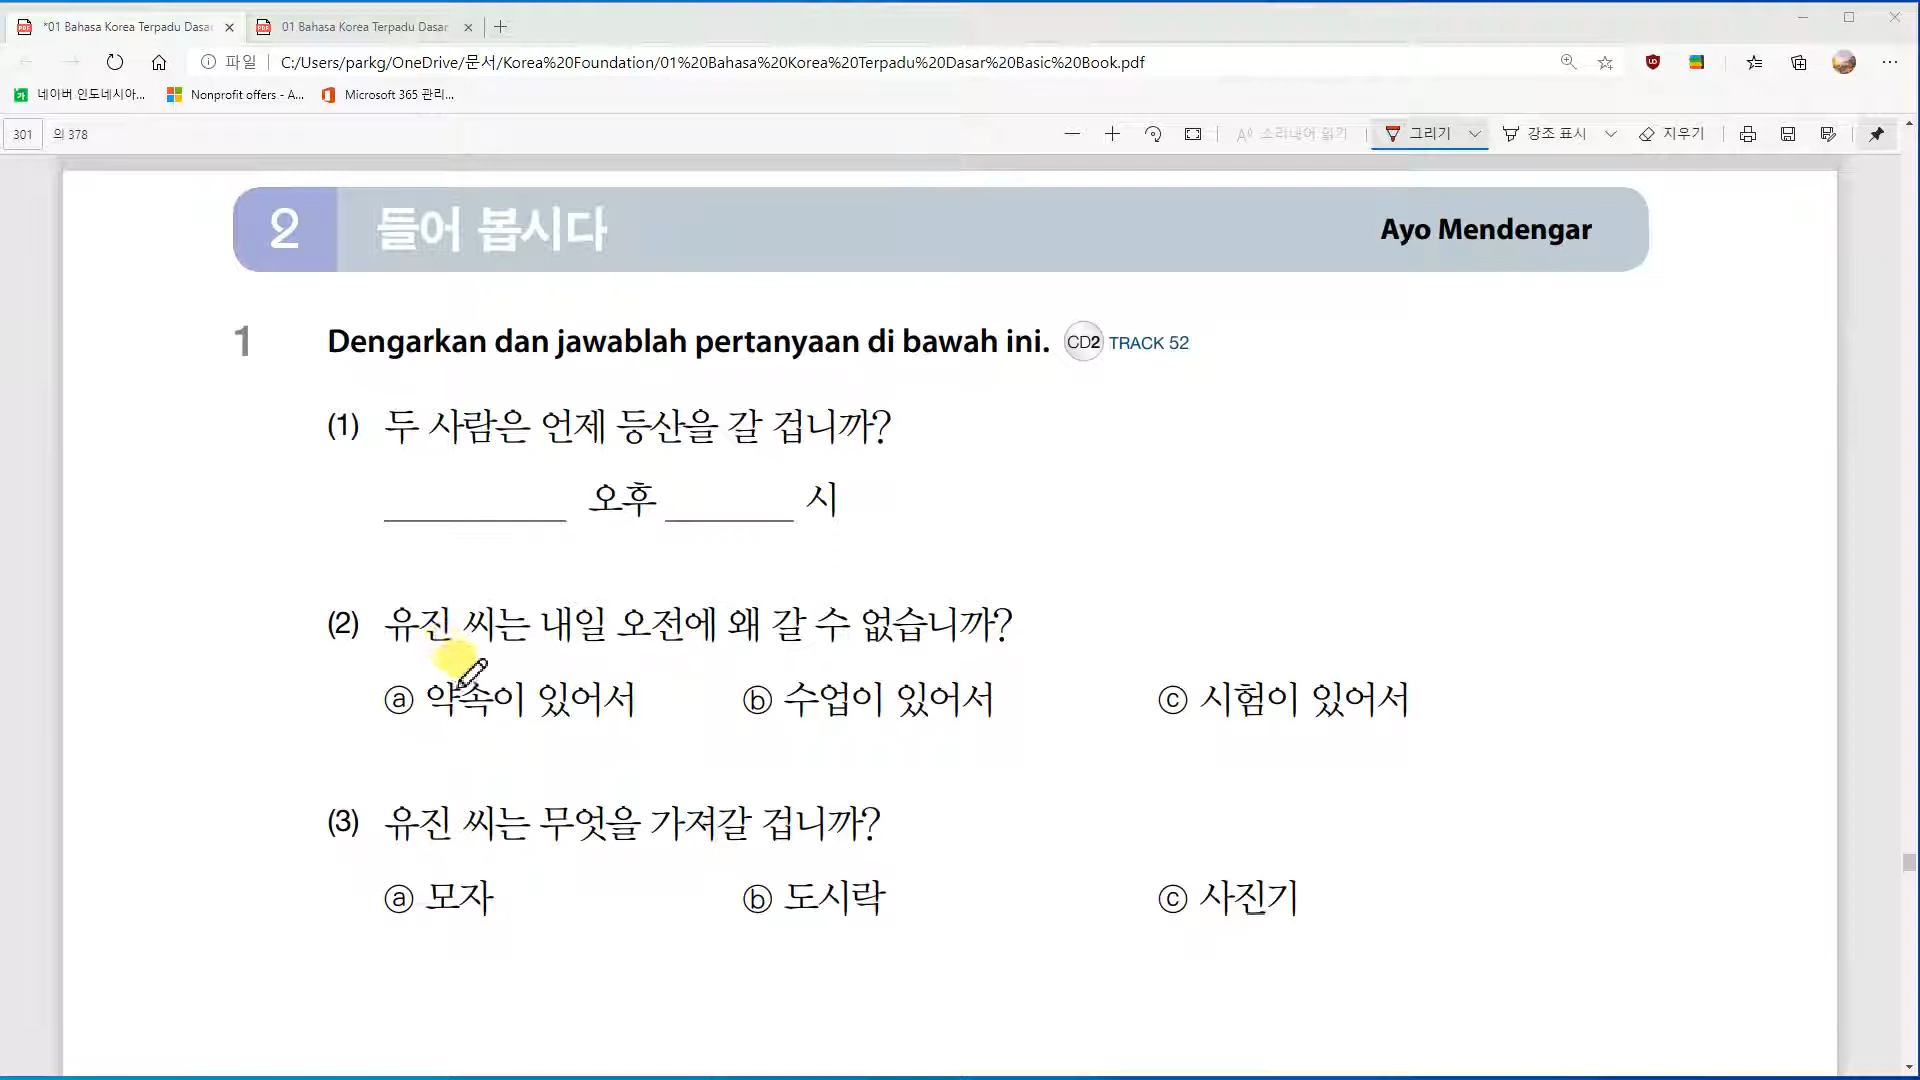 *01 Bahasa Korea Terpadu Dasar
01 Bahasa Korea Terpadu Dasar
파일 C:/Users/parkg/OneDrive/문서/Korea%20Foundation/01%20Bahasa%20Korea%20Terpadu%20Dasar%20Basic%20Book.pdf
네이버 인도네시아... Nonprofit offers - A... Microsoft 365 관리...
301 의 378 소리내어 읽기 그리기 강조 표시 지우기
2 들어 봅시다 Ayo Mendengar
1 Dengarkan dan jawablah pertanyaan di bawah ini. CD2 TRACK 52
(1) 두 사람은 언제 등산을 갈 겁니까?
오후 시
(2) 유진 씨는 내일 오전에 왜 갈 수 없습니까?
ⓐ 약속이 있어서 ⓑ 수업이 있어서 ⓒ 시험이 있어서
(3) 유진 씨는 무엇을 가져갈 겁니까?
ⓐ 모자 ⓑ 도시락 ⓒ 사진기